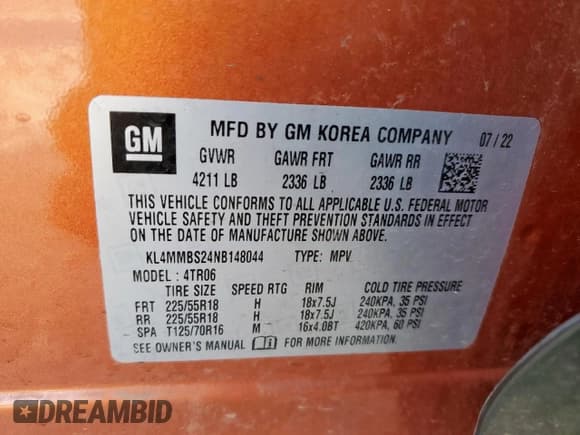 GM MFD BY GM KOREA COMPANY 07/22
GVWR GAWR FRT GAWR RR
4211 LB 2336 LB 2336 LB
THIS VEHICLE CONFORMS TO ALL APPLICABLE U.S. FEDERAL MOTOR
VEHICLE SAFETY AND THEFT PREVENTION STANDARDS IN EFFECT
ON THE DATE OF MANUFACTURE SHOWN ABOVE.
KL4MMBS24NB148044 TYPE: MPV
MODEL: 4TR06
TIRE SIZE SPEED RTG RIM COLD TIRE PRESSURE
FRT 225/55R18 H 18x7.5J 240KPA, 35 PSI
RR 225/55R18 H 18x7.5J 240KPA, 35 PSI
SPA T125/70R16 M 16x4.0BT 420KPA, 60 PSI
SEE OWNER'S MANUAL FOR MORE INFORMATION.
DREAMBID